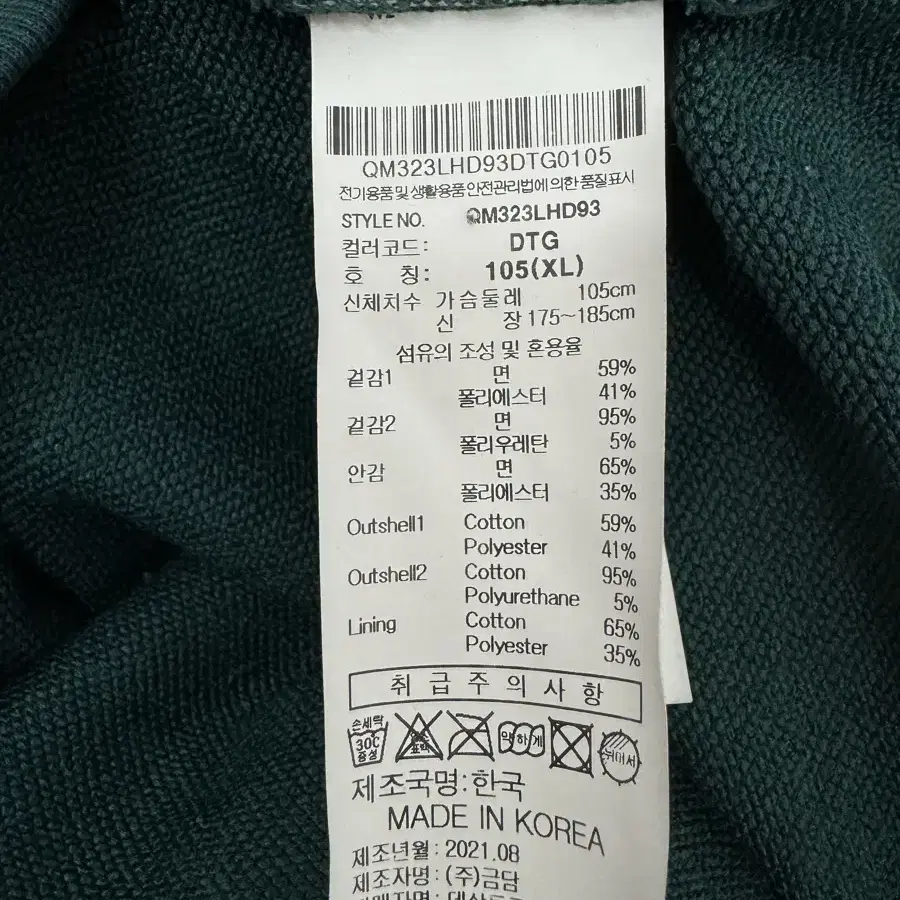 QM323LHD93DTG0105
전기용품 및 생활용품 안전관리법에 의한 품질표시
STYLE NO. QM323LHD93
컬러코드: DTG
호 칭: 105(XL)
신체치수 가슴둘레 105cm
신 장 175~185cm
섬유의 조성 및 혼용율
겉감1 면 59%
폴리에스터 41%
겉감2 면 95%
폴리우레탄 5%
안감 면 65%
폴리에스터 35%
Outshell1 Cotton 59%
Polyester 41%
Outshell2 Cotton 95%
Polyurethane 5%
Lining Cotton 65%
Polyester 35%
취급주의사항
손세탁
30C
중성
표백
약하게
뉘어서
제조국명:한국
MADE IN KOREA
제조년월: 2021.08
제조자명: (주)금담